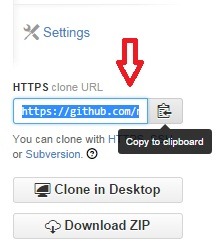 Settings
HTTPS clone URL
https://github.com/
You can clone with
Copy to clipboard
or Subversion.
Clone in Desktop
Download ZIP